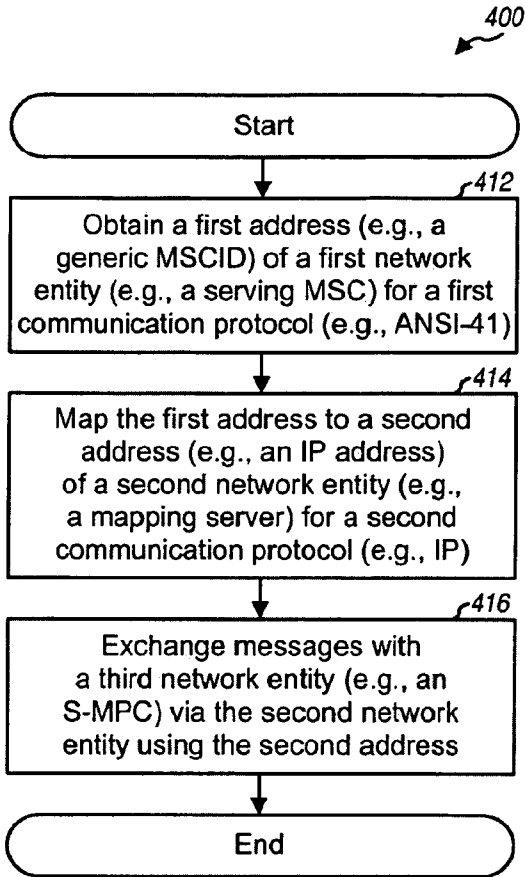 400
Start
412
Obtain a first address (e.g., a
generic MSCID) of a first network
entity (e.g., a serving MSC) for a first
communication protocol (e.g., ANSI-41)
414
Map the first address to a second
address (e.g., an IP address)
of a second network entity (e.g.,
a mapping server) for a second
communication protocol (e.g., IP)
416
Exchange messages with
a third network entity (e.g., an
S-MPC) via the second network
entity using the second address
End